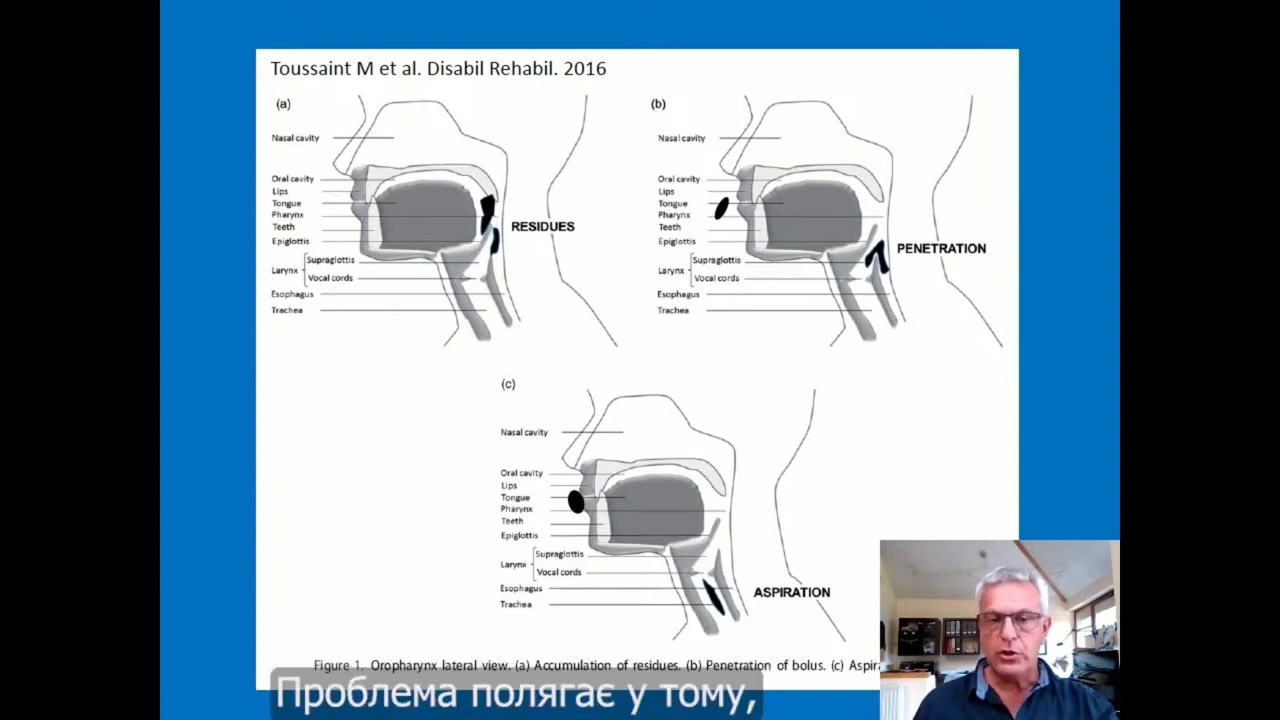 Toussaint M et al. Disabil Rehabil. 2016
(a)
Nasal cavity
Oral cavity
Lips
Tongue
Pharynx
Teeth
Epiglottis
Larynx
Supraglottis
Vocal cords
Esophagus
Trachea
RESIDUES
(b)
Nasal cavity
Oral cavity
Lips
Tongue
Pharynx
Teeth
Epiglottis
Larynx
Supraglottis
Vocal cords
Esophagus
Trachea
PENETRATION
(c)
Nasal cavity
Oral cavity
Lips
Tongue
Pharynx
Teeth
Epiglottis
Larynx
Supraglottis
Vocal cords
Esophagus
Trachea
ASPIRATION
Figure 1. Oropharynx lateral view. (a) Accumulation of residues. (b) Penetration of bolus. (c) Aspira
Проблема полягає у тому,